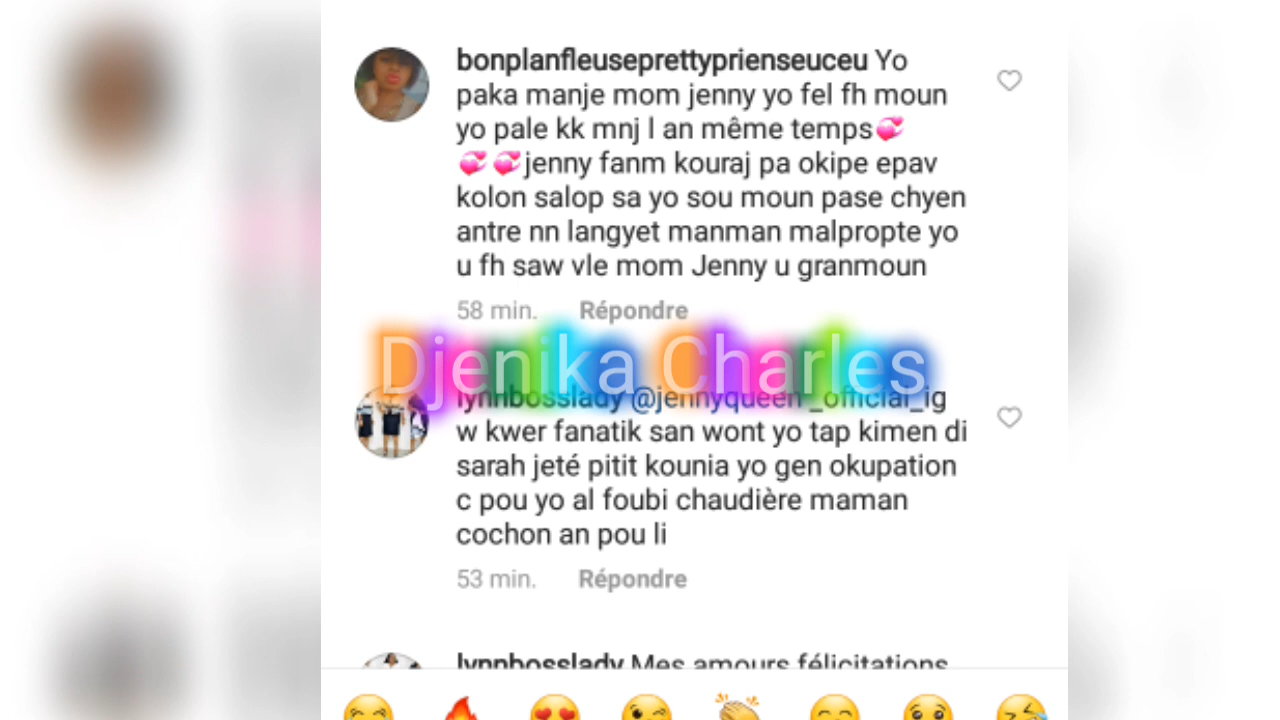 bonplanfleuseprettyprienseuceu Yo
paka manje mom jenny yo fel fh moun
yo pale kk mnj l an même temps💞
💞💞jenny fanm kouraj pa okipe epav
kolon salop sa yo sou moun pase chyen
antre nn langyet manman malpropte yo
u fh saw vle mom Jenny u granmoun
58 min. Répondre
Djenika Charles
lynnbosslady @jennyqueen_official_ig
w kwer fanatik san wont yo tap kimen di
sarah jeté pitit kounia yo gen okupation
c pou yo al foubi chaudière maman
cochon an pou li
53 min. Répondre
lynnbosslady Mes amours félicitations